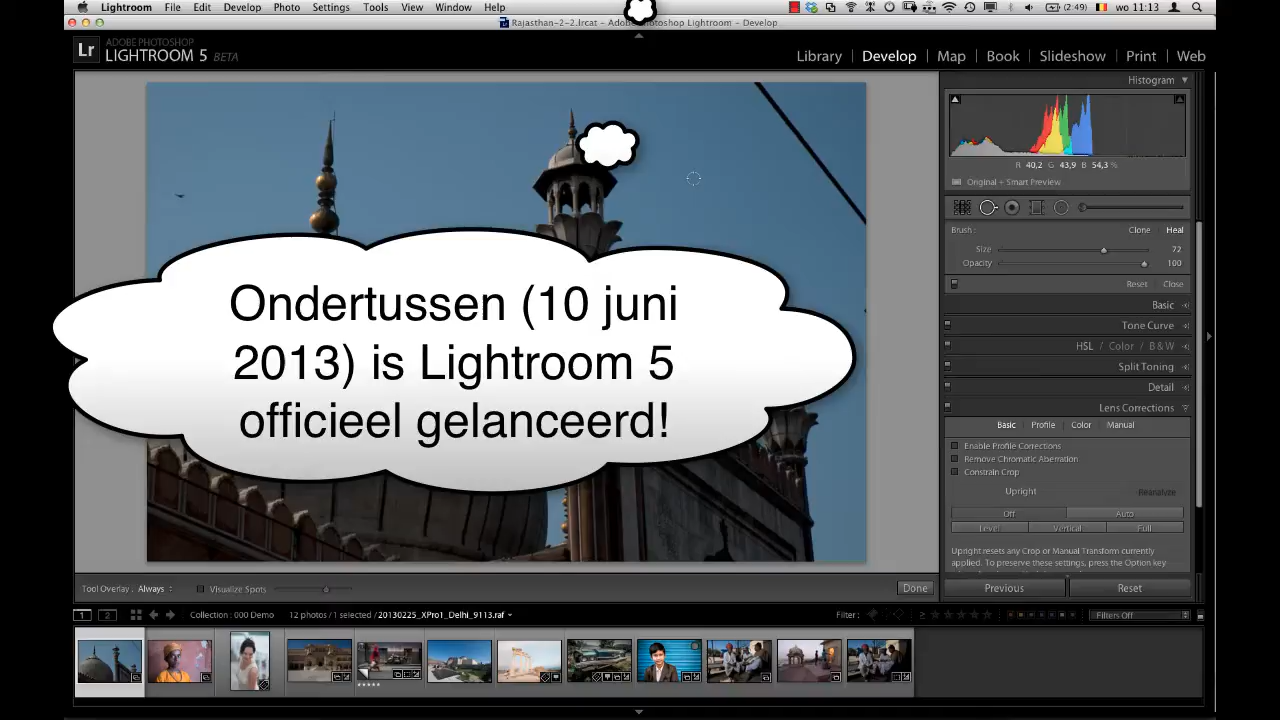 Lightroom File Edit Develop Photo Settings Tools View Window Help (2:49) wo 11:13
Rajasthan-2-2.lrcat – Adobe Photoshop Lightroom – Develop
Lr ADOBE PHOTOSHOP
LIGHTROOM 5 BETA
Library Develop Map Book Slideshow Print Web
Histogram
R 40,2 G 43,9 B 54,3 %
Original + Smart Preview
Brush : Clone Heal
Size 72
Opacity 100
Reset Close
Basic
Tone Curve
HSL / Color / B & W
Split Toning
Detail
Lens Corrections
Basic Profile Color Manual
Enable Profile Corrections
Remove Chromatic Aberration
Constrain Crop
Upright Reanalyze
Off Auto
Level Vertical Full
Upright resets any Crop or Manual Transform currently
applied.
To preserve these settings, press the Option key
Ondertussen (10 juni
2013) is Lightroom 5
officieel gelanceerd!
Tool Overlay : Always Visualize Spots Done
Previous Reset
1 2 Collection : 000 Demo 12 photos / 1 selected / 20130225_XPro1_Delhi_9113.raf Filter : Filters Off